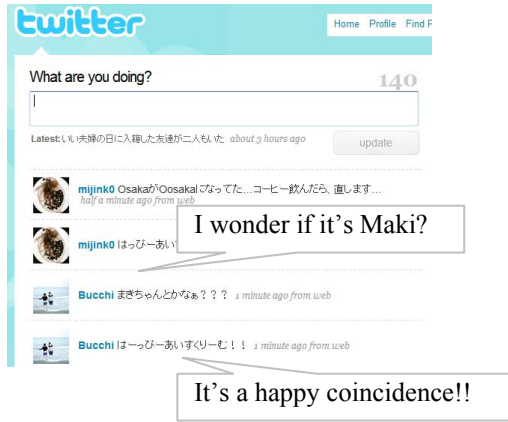 twitter
Home Profile Find
What are you doing?
140
Latest: いい夫婦の日に入籍した友達が二人もいた about 3 hours ago
update
mijink0 OsakaがOosakaになってた…コーヒー飲んだら、直します…
half a minute ago from web
I wonder if it's Maki?
mijink0 はっぴーあい
Bucchi まぎちゃんとかなぁ？？？ 1 minute ago from web
Bucchi はーっぴーあいすくりーむ！！ 1 minute ago from web
It's a happy coincidence!!